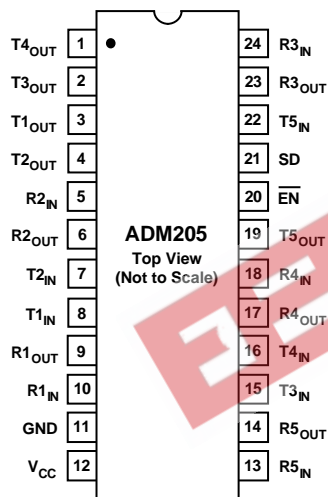 T4OUT 1 24 R3IN
T3OUT 2 23 R3OUT
T1OUT 3 22 T5IN
T2OUT 4 21 SD
R2IN 5 20 EN
R2OUT 6 ADM205 19 T5OUT
Top View
T2IN 7 (Not to Scale) 18 R4IN
T1IN 8 17 R4OUT
R1OUT 9 16 T4IN
R1IN 10 15 T3IN
GND 11 14 R5OUT
VCC 12 13 R5IN